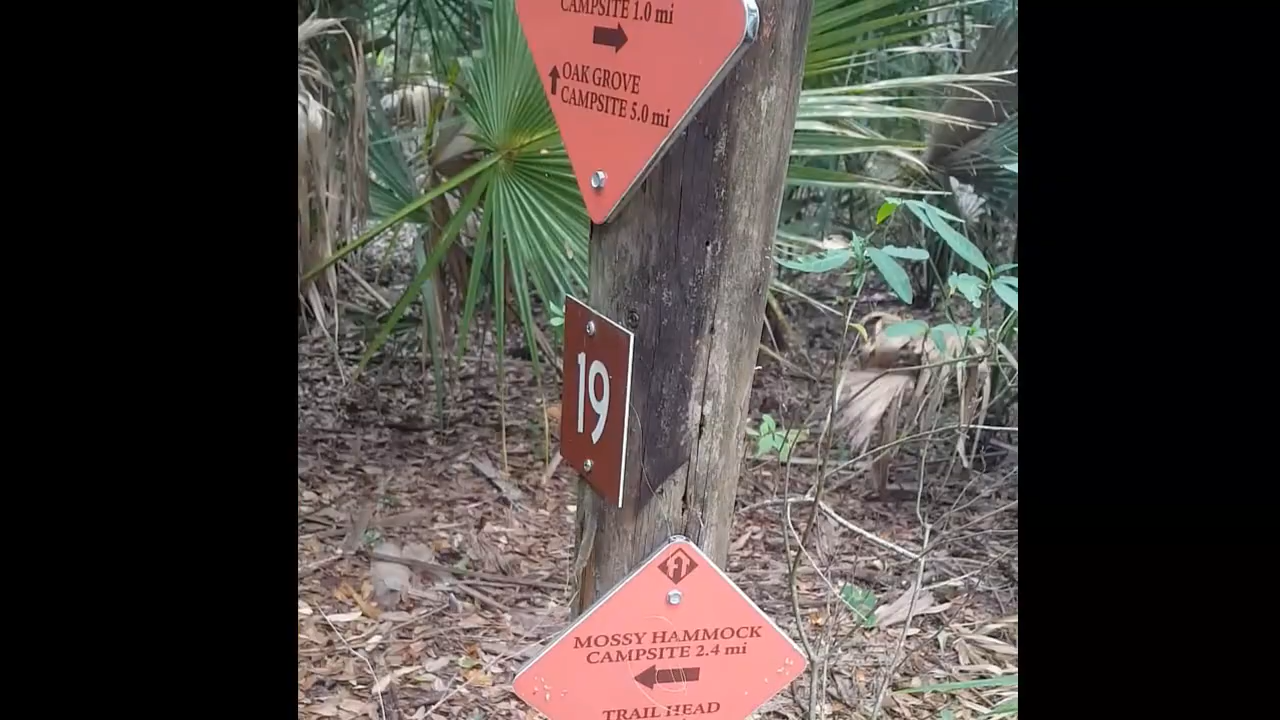 CAMPSITE 1.0 mi
OAK GROVE
CAMPSITE 5.0 mi
19
MOSSY HAMMOCK
CAMPSITE 2.4 mi
TRAIL HEAD